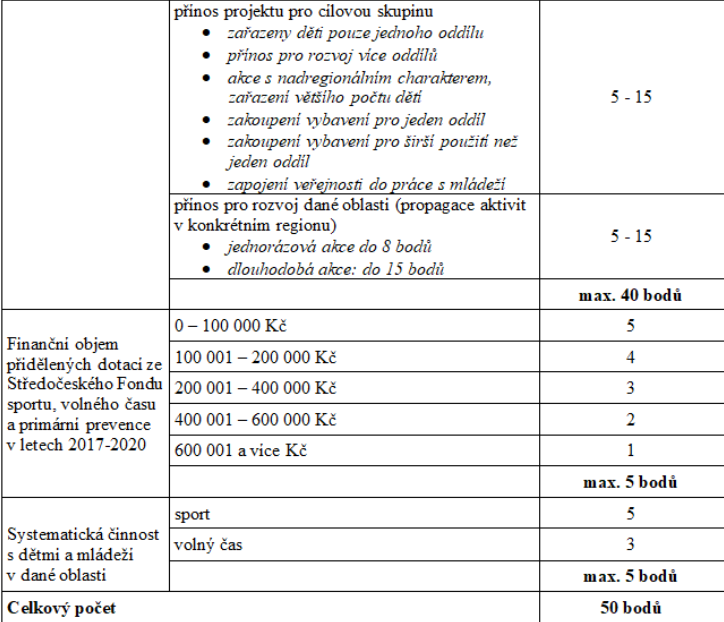 přínos projektu pro cílovou skupinu
• zařazeny děti pouze jednoho oddílu
• přínos pro rozvoj více oddílů
• akce s nadregionálním charakterem,
zařazení většího počtu dětí
• zakoupení vybavení pro jeden oddíl
• zakoupení vybavení pro širší použití než
jeden oddíl
• zapojení veřejnosti do práce s mládeží
5 - 15
přínos pro rozvoj dané oblasti (propagace aktivit
v konkrétním regionu)
• jednorázová akce do 8 bodů
• dlouhodobá akce: do 15 bodů
5 - 15
max. 40 bodů
Finanční objem
přidělených dotací ze
Středočeského Fondu
sportu, volného času
a primární prevence
v letech 2017-2020
0 – 100 000 Kč
5
100 001 – 200 000 Kč
4
200 001 – 400 000 Kč
3
400 001 – 600 000 Kč
2
600 001 a více Kč
1
max. 5 bodů
Systematická činnost
s dětmi a mládeží
v dané oblasti
sport
5
volný čas
3
max. 5 bodů
Celkový počet
50 bodů